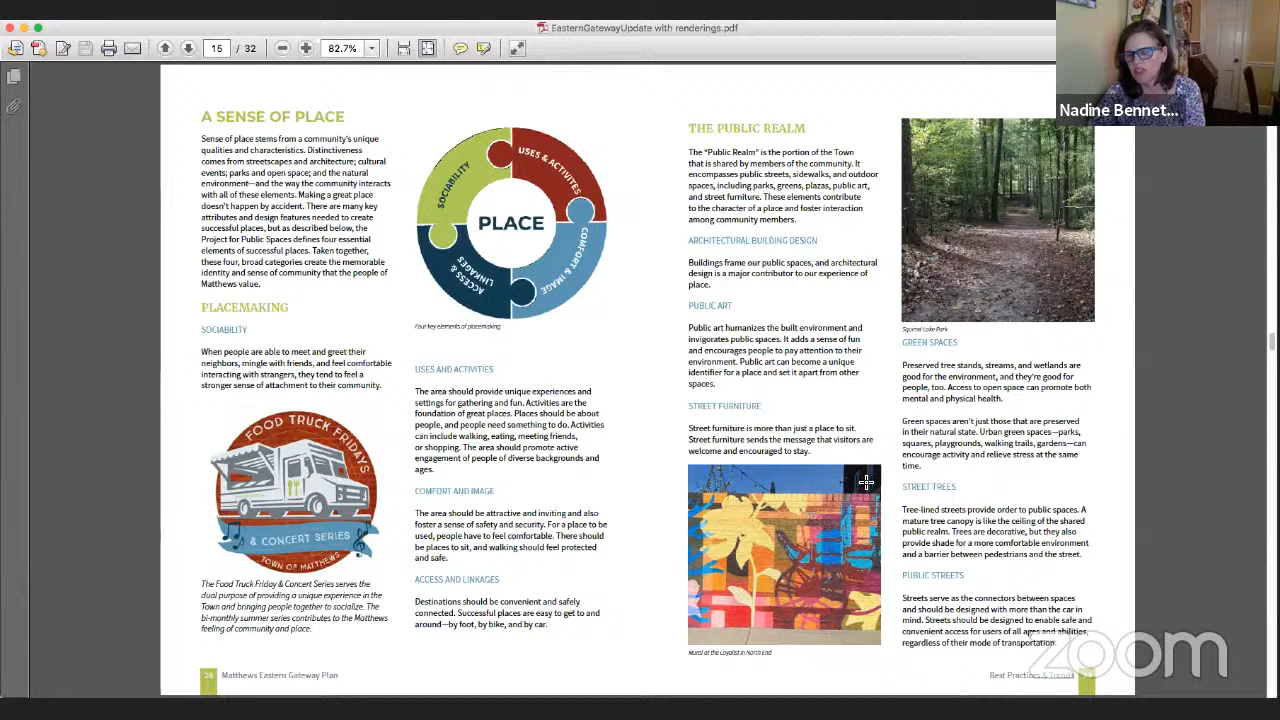 EasternGatewayUpdate with renderings.pdf
15 / 32
82.7%
Nadine Bennet...
A SENSE OF PLACE
Sense of place stems from a community's unique
qualities and characteristics. Distinctiveness
comes from streetscapes and architecture; cultural
events; parks and open space; and the natural
environment—and the way the community interacts
with all of these elements. Making a great place
doesn't happen by accident. There are many key
attributes and design features needed to create
successful places, but as described below, the
Project for Public Spaces defines four essential
elements of successful places. Taken together,
these four, broad categories create the memorable
identity and sense of community that the people of
Matthews value.
PLACEMAKING
SOCIABILITY
When people are able to meet and greet their
neighbors, mingle with friends, and feel comfortable
interacting with strangers, they tend to feel a
stronger sense of attachment to their community.
FOOD TRUCK FRIDAYS
& CONCERT SERIES
TOWN OF MATTHEWS
The Food Truck Friday & Concert Series serves the
dual purpose of providing a unique experience in the
Town and bringing people together to socialize. The
bi-monthly summer series contributes to the Matthews
feeling of community and place.
SOCIABILITY
USES & ACTIVITES
PLACE
ACCESS &
LINKAGES
COMFORT & IMAGE
Four key elements of placemaking
USES AND ACTIVITIES
The area should provide unique experiences and
settings for gathering and fun. Activities are the
foundation of great places. Places should be about
people, and people need something to do. Activities
can include walking, eating, meeting friends,
or shopping. The area should promote active
engagement of people of diverse backgrounds and
ages.
COMFORT AND IMAGE
The area should be attractive and inviting and also
foster a sense of safety and security. For a place to be
used, people have to feel comfortable. There should
be places to sit, and walking should feel protected
and safe.
ACCESS AND LINKAGES
Destinations should be convenient and safely
connected. Successful places are easy to get to and
around—by foot, by bike, and by car.
THE PUBLIC REALM
The "Public Realm" is the portion of the Town
that is shared by members of the community. It
encompasses public streets, sidewalks, and outdoor
spaces, including parks, greens, plazas, public art,
and street furniture. These elements contribute
to the character of a place and foster interaction
among community members.
ARCHITECTURAL BUILDING DESIGN
Buildings frame our public spaces, and architectural
design is a major contributor to our experience of
place.
PUBLIC ART
Public art humanizes the built environment and
invigorates public spaces. It adds a sense of fun
and encourages people to pay attention to their
environment. Public art can become a unique
identifier for a place and set it apart from other
spaces.
STREET FURNITURE
Street furniture is more than just a place to sit.
Street furniture sends the message that visitors are
welcome and encouraged to stay.
Mural at the Loyalist in North End
Squirrel Lake Park
GREEN SPACES
Preserved tree stands, streams, and wetlands are
good for the environment, and they're good for
people, too. Access to open space can promote both
mental and physical health.
Green spaces aren't just those that are preserved
in their natural state. Urban green spaces—parks,
squares, playgrounds, walking trails, gardens—can
encourage activity and relieve stress at the same
time.
STREET TREES
Tree-lined streets provide order to public spaces. A
mature tree canopy is like the ceiling of the shared
public realm. Trees are decorative, but they also
provide shade for a more comfortable environment
and a barrier between pedestrians and the street.
PUBLIC STREETS
Streets serve as the connectors between spaces
and should be designed with more than the car in
mind. Streets should be designed to enable safe and
convenient access for users of all ages and abilities,
regardless of their mode of transportation.
28 Matthews Eastern Gateway Plan
Best Practices & Trends
zoom